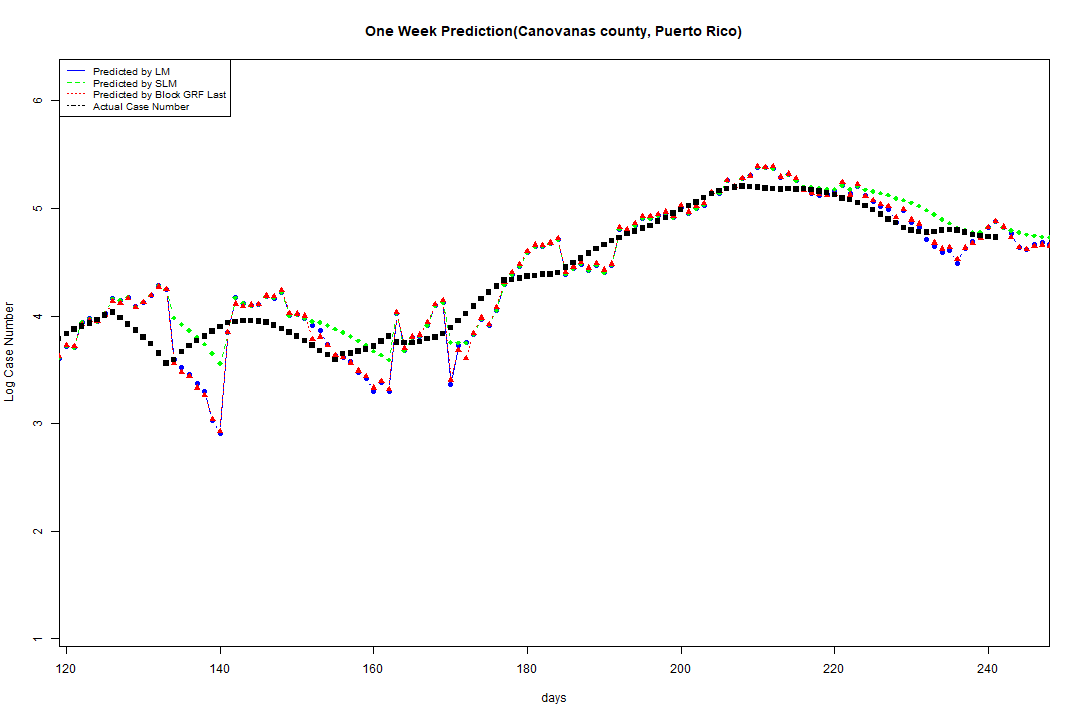 One Week Prediction(Canovanas county, Puerto Rico)
Predicted by LM
Predicted by SLM
Predicted by Block GRF Last
Actual Case Number
6
5
4
3
2
1
Log Case Number
120 140 160 180 200 220 240
days